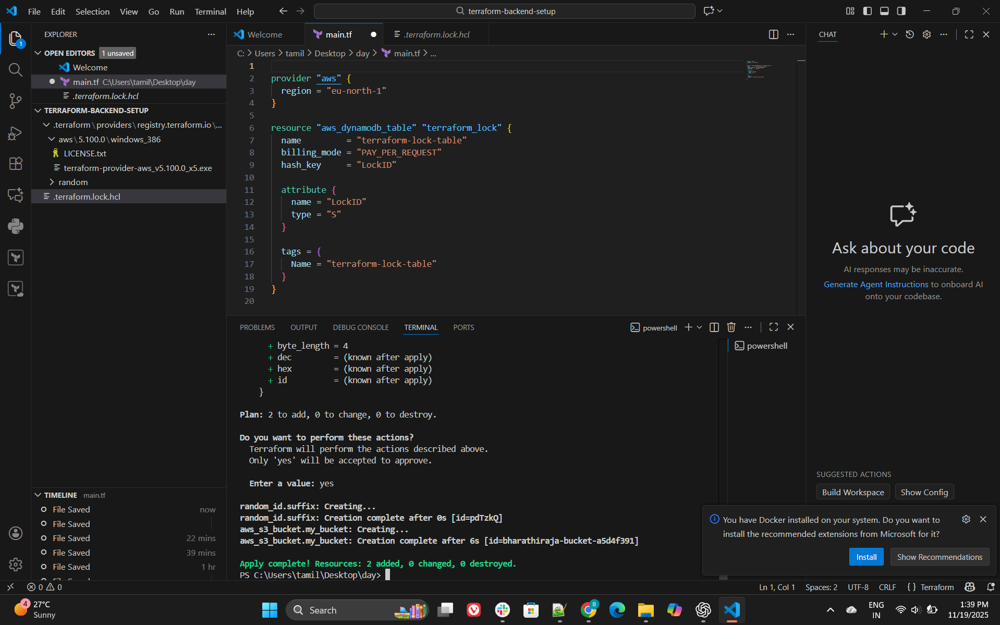 File Edit Selection View Go Run Terminal Help
terraform-backend-setup
EXPLORER
OPEN EDITORS 1 unsaved
Welcome
main.tf C:\Users\tamil\Desktop\day
.terraform.lock.hcl
TERRAFORM-BACKEND-SETUP
.terraform\providers\registry.terraform.io\...
aws\5.100.0\windows_386
LICENSE.txt
terraform-provider-aws_v5.100.0_x5.exe
random
.terraform.lock.hcl
1
TIMELINE main.tf
File Saved now
File Saved
File Saved 22 mins
File Saved 39 mins
File Saved 1 hr
Welcome main.tf .terraform.lock.hcl
C: > Users > tamil > Desktop > day > main.tf > ...
1
2 provider "aws" {
3 region = "eu-north-1"
4 }
5
6 resource "aws_dynamodb_table" "terraform_lock" {
7 name = "terraform-lock-table"
8 billing_mode = "PAY_PER_REQUEST"
9 hash_key = "LockID"
10
11 attribute {
12 name = "LockID"
13 type = "S"
14 }
15
16 tags = {
17 Name = "terraform-lock-table"
18 }
19 }
20
PROBLEMS OUTPUT DEBUG CONSOLE TERMINAL PORTS
powershell
powershell
+ byte_length = 4
+ dec = (known after apply)
+ hex = (known after apply)
+ id = (known after apply)
}
Plan: 2 to add, 0 to change, 0 to destroy.
Do you want to perform these actions?
Terraform will perform the actions described above.
Only 'yes' will be accepted to approve.
Enter a value: yes
random_id.suffix: Creating...
random_id.suffix: Creation complete after 0s [id=pdTzkQ]
aws_s3_bucket.my_bucket: Creating...
aws_s3_bucket.my_bucket: Creation complete after 6s [id=bharathiraja-bucket-a5d4f391]
Apply complete! Resources: 2 added, 0 changed, 0 destroyed.
PS C:\Users\tamil\Desktop\day>
CHAT
Ask about your code
AI responses may be inaccurate.
Generate Agent Instructions to onboard AI
onto your codebase.
SUGGESTED ACTIONS
Build Workspace Show Config
You have Docker installed on your system. Do you want to
install the recommended extensions from Microsoft for it?
Install Show Recommendations
0 0
Ln 1, Col 1 Spaces: 2 UTF-8 CRLF {} Terraform
4
27°C
Sunny
Search
B
ENG
IN
1:39 PM
11/19/2025